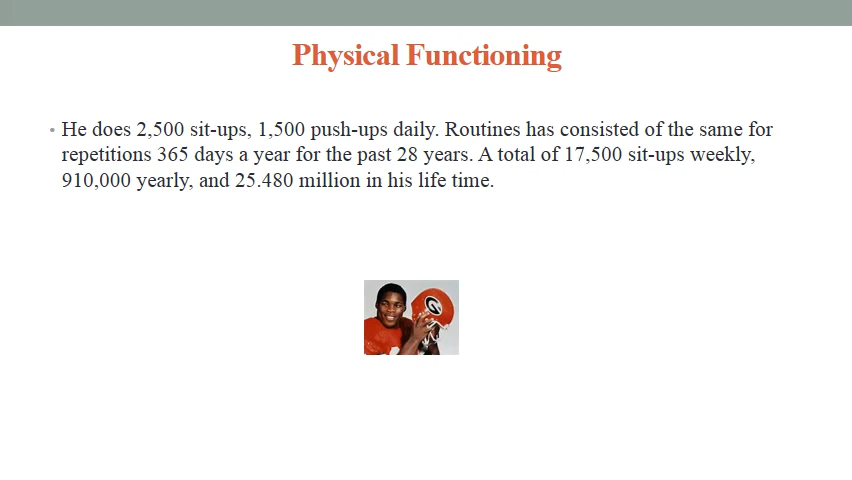 Physical Functioning
• He does 2,500 sit-ups, 1,500 push-ups daily. Routines has consisted of the same for
repetitions 365 days a year for the past 28 years. A total of 17,500 sit-ups weekly,
910,000 yearly, and 25.480 million in his life time.
G